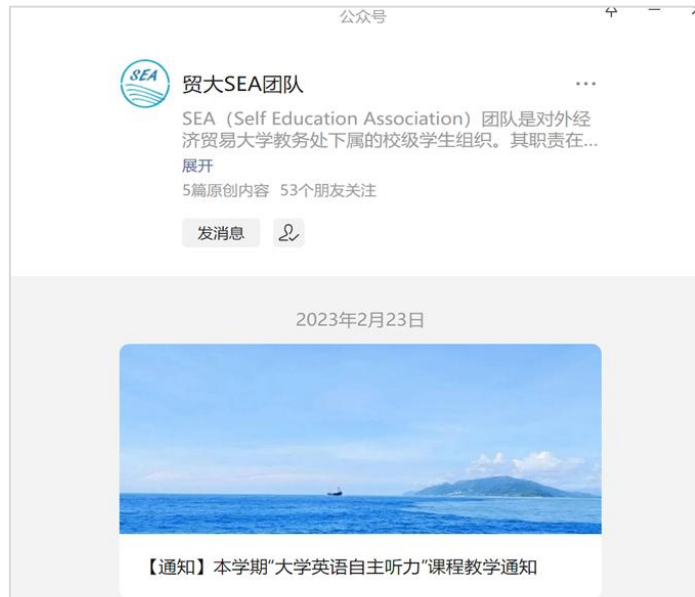 公众号
SEA
贸大SEA团队
SEA（Self Education Association）团队是对外经
济贸易大学教务处下属的校级学生组织。其职责在...
展开
5篇原创内容 53个朋友关注
发消息
2023年2月23日
【通知】本学期“大学英语自主听力”课程教学通知